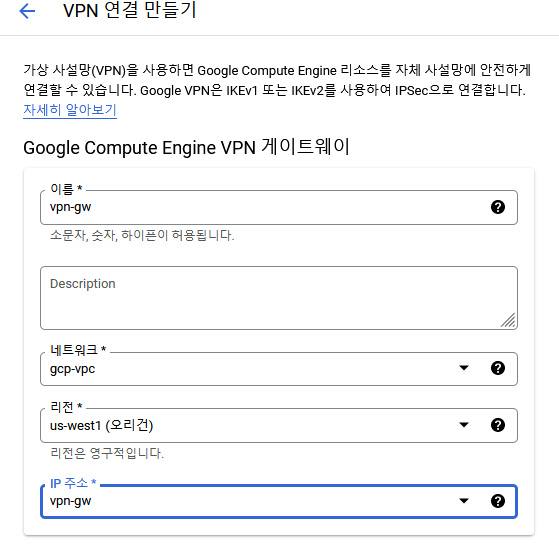 VPN 연결 만들기
가상 사설망(VPN)을 사용하면 Google Compute Engine 리소스를 자체 사설망에 안전하게
연결할 수 있습니다. Google VPN은 IKEv1 또는 IKEv2를 사용하여 IPSec으로 연결합니다.
자세히 알아보기
Google Compute Engine VPN 게이트웨이
이름 *
vpn-gw
소문자, 숫자, 하이픈이 허용됩니다.
Description
네트워크 *
gcp-vpc
리전 *
us-west1 (오리건)
리전은 영구적입니다.
IP 주소 *
vpn-gw